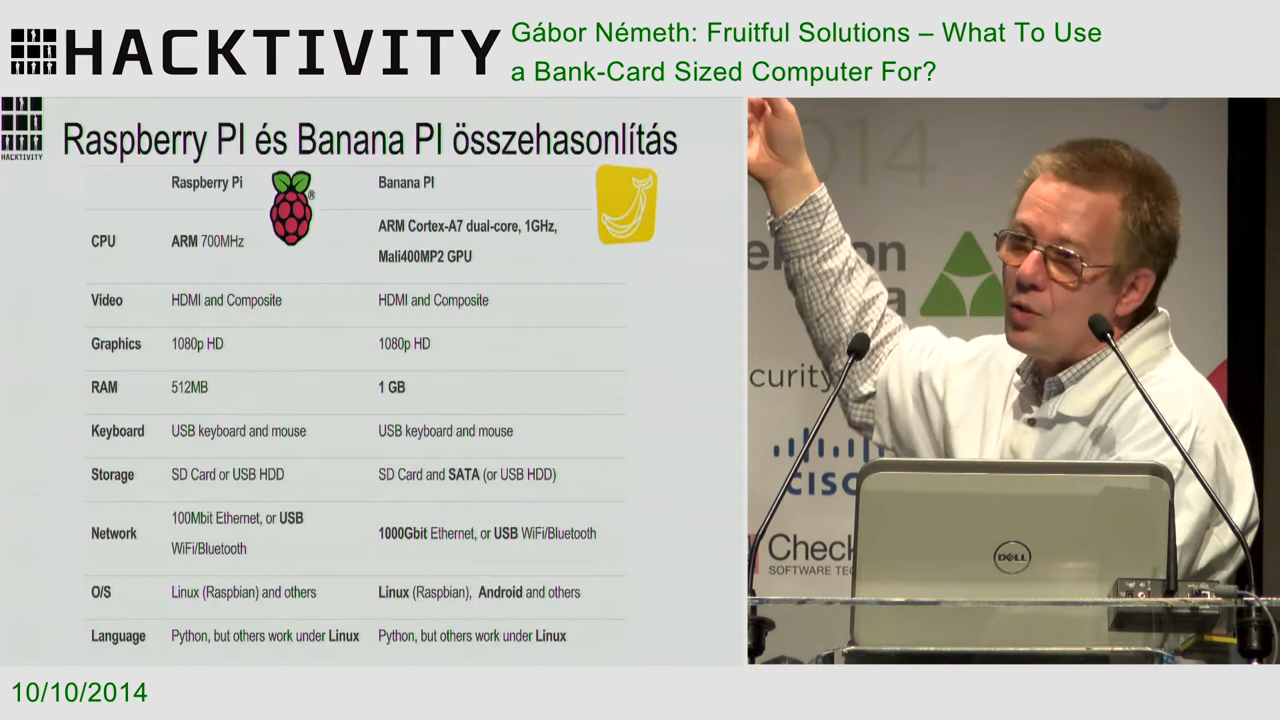 HACKTIVITY
Gábor Németh: Fruitful Solutions – What To Use
a Bank-Card Sized Computer For?
HACKTIVITY
Raspberry PI és Banana PI összehasonlítás
Raspberry Pi Banana PI
®
CPU ARM 700MHz ARM Cortex-A7 dual-core, 1GHz,
Mali400MP2 GPU
Video HDMI and Composite HDMI and Composite
Graphics 1080p HD 1080p HD
RAM 512MB 1 GB
Keyboard USB keyboard and mouse USB keyboard and mouse
Storage SD Card or USB HDD SD Card and SATA (or USB HDD)
Network 100Mbit Ethernet, or USB
WiFi/Bluetooth 1000Gbit Ethernet, or USB WiFi/Bluetooth
O/S Linux (Raspbian) and others Linux (Raspbian), Android and others
Language Python, but others work under Linux Python, but others work under Linux
2014
curity
CISC
Check
SOFTWARE TEC
DELL
10/10/2014